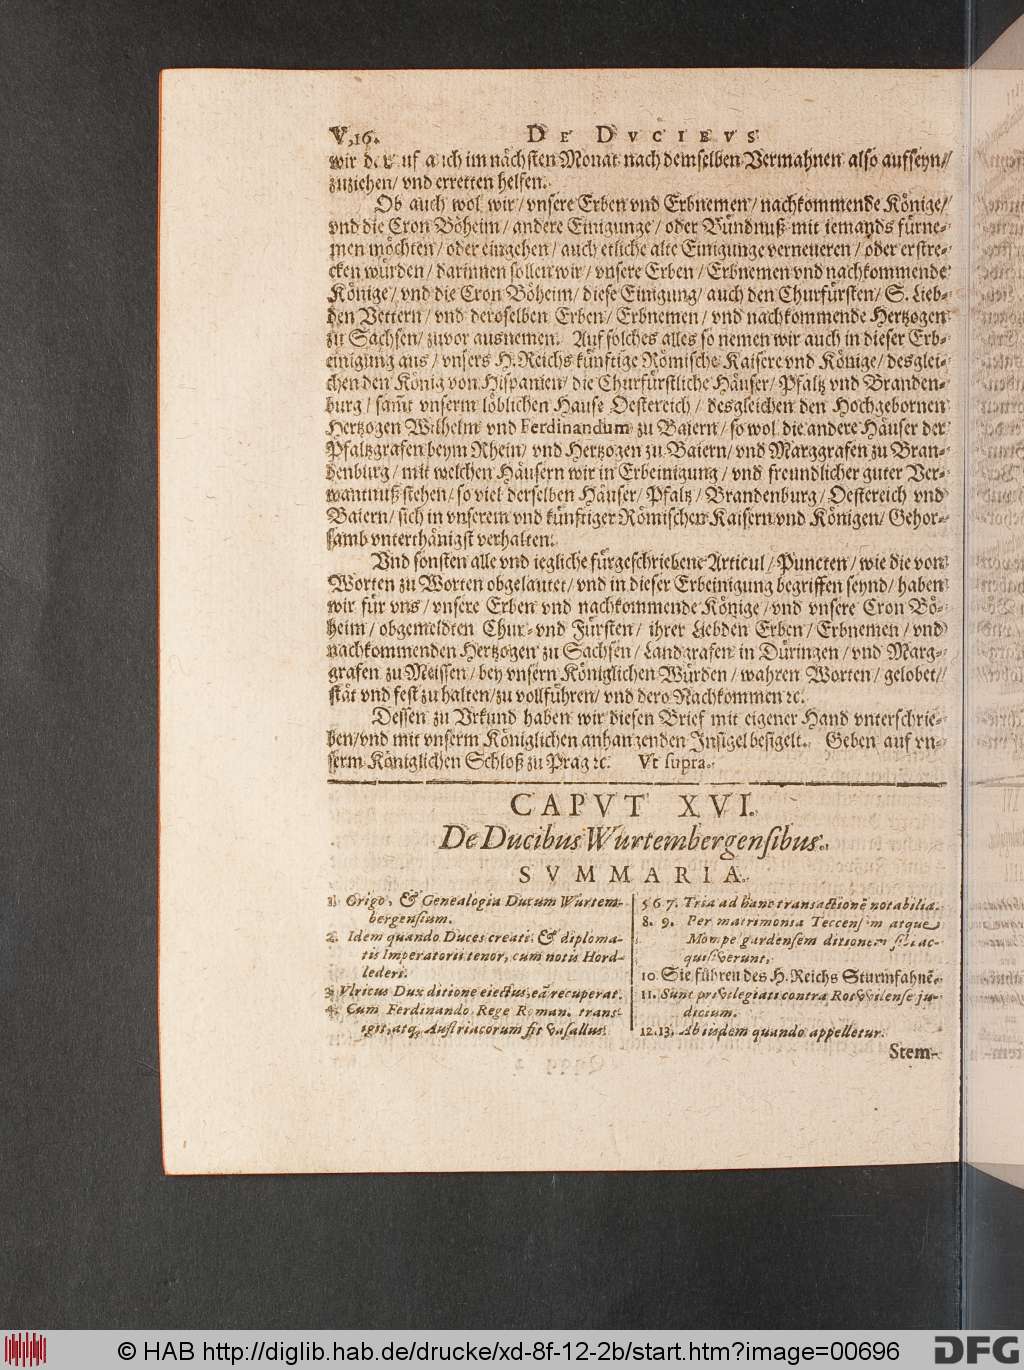 V, 16. DE DVCIBVS
wir uf auch im nächsten Monat nach demselben Vermahnen also auffseyn/
zuziehen/ vnd erretten helfen.
Ob auch wol wir/ vnsere Erben vnd Erbnemen/ nachkommende Könige/
vnd die Cron Böheim/ andere Einigunge/ oder Bündnuß mit iemands fürne-
men möchten/ oder eingehen/ auch etliche alte Einigunge verneueren/ oder erstre-
cken würden/ darinnen sollen wir/ vnsere Erben/ Erbnemen vnd nachkommende
Könige/ vnd die Cron Böheim/ diese Einigung/ auch den Churfürsten/ S. Lieb-
den Vettern/ vnd deroselben Erben/ Erbnemen/ vnd nachkommende Hertzogen
zu Sachsen/ zuvor ausnemen. Auf solches alles so nemen wir auch in dieser Erb-
einigung aus/ vnsers H. Reichs künftige Römische Kaisere vnd Könige/ desglei-
chen den König von Hispanien/ die Churfürstliche Häuser/ Pfaltz vnd Branden-
burg/ sam̃t vnserm löblichen Hause Oestereich/ desgleichen den Hochgebornen
Hertzogen Wilhelm vnd Ferdinandum zu Baiern/ so wol die andere Häuser der
Pfaltzgrafen beym Rhein/ vnd Hertzogen zu Baiern/ vnd Marggrafen zu Bran-
denburg/ mit welchen Häusern wir in Erbeinigung/ vnd freundlicher guter Ver-
wantnuß stehen/ so viel derselben Häuser/ Pfaltz/ Brandenburg/ Oestereich vnd
Baiern/ sich in vnserem vnd künftiger Römischen Kaisern vnd Königen/ Gehor-
samb vnterthänigst verhalten.
Vnd sonsten alle vnd iegliche fürgeschriebene Articul/ Puncten/ wie die von
Worten zu Worten obgelautet/ vnd in dieser Erbeinigung begriffen seynd/ haben
wir für vns/ vnsere Erben vnd nachkommende Könige/ vnd vnsere Cron Bö-
heim/ obgemeldten Chur- vnd Fürsten/ ihrer Liebden Erben/ Erbnemen/ vnd
nachkommenden Hertzogen zu Sachsen/ Landgrafen in Düringen/ vnd Marg-
grafen zu Meissen/ bey vnsern Königlichen Würden/ wahren Worten/ gelobet/
stät vnd fest zu halten/ zu vollführen/ vnd dero Nachkommen ꝛc.
Dessen zu Vrkund haben wir diesen Brief mit eigener Hand vnterschrie-
ben/ vnd mit vnserm Königlichen anhangenden Insigel besigelt. Geben auf vn-
serm Königlichen Schloß zu Prag ꝛc. Vt supra.
CAPVT XVI.
De Ducibus Wurtembergensibus.
SVMMARIA.
1. Origo, & Genealogia Ducum Wurtem-
bergensium.
2. Idem quando Duces creati: & diploma-
tis Imperatorii tenor, cum notis Hord-
lederi.
3. Vlricus Dux ditione eiectus, eã recuperat.
4. Cum Ferdinando Rege Roman. trans-
igit, atq; Austriacorum fit vasallus.
5 6 7. Tria ad hanc transactionẽ notabilia.
8. 9. Per matrimonia Teccensem atque
Mompelgardensem ditionem sibi ac-
quisiverunt.
10. Sie führen des H. Reichs Sturmfahnẽ.
11. Sunt privilegiati contra Rotwilense ju-
dicium.
12. 13. Ab iisdem quando appelletur.
Stem-
© HAB http://diglib.hab.de/drucke/xd-8f-12-2b/start.htm?image=00696
DFG